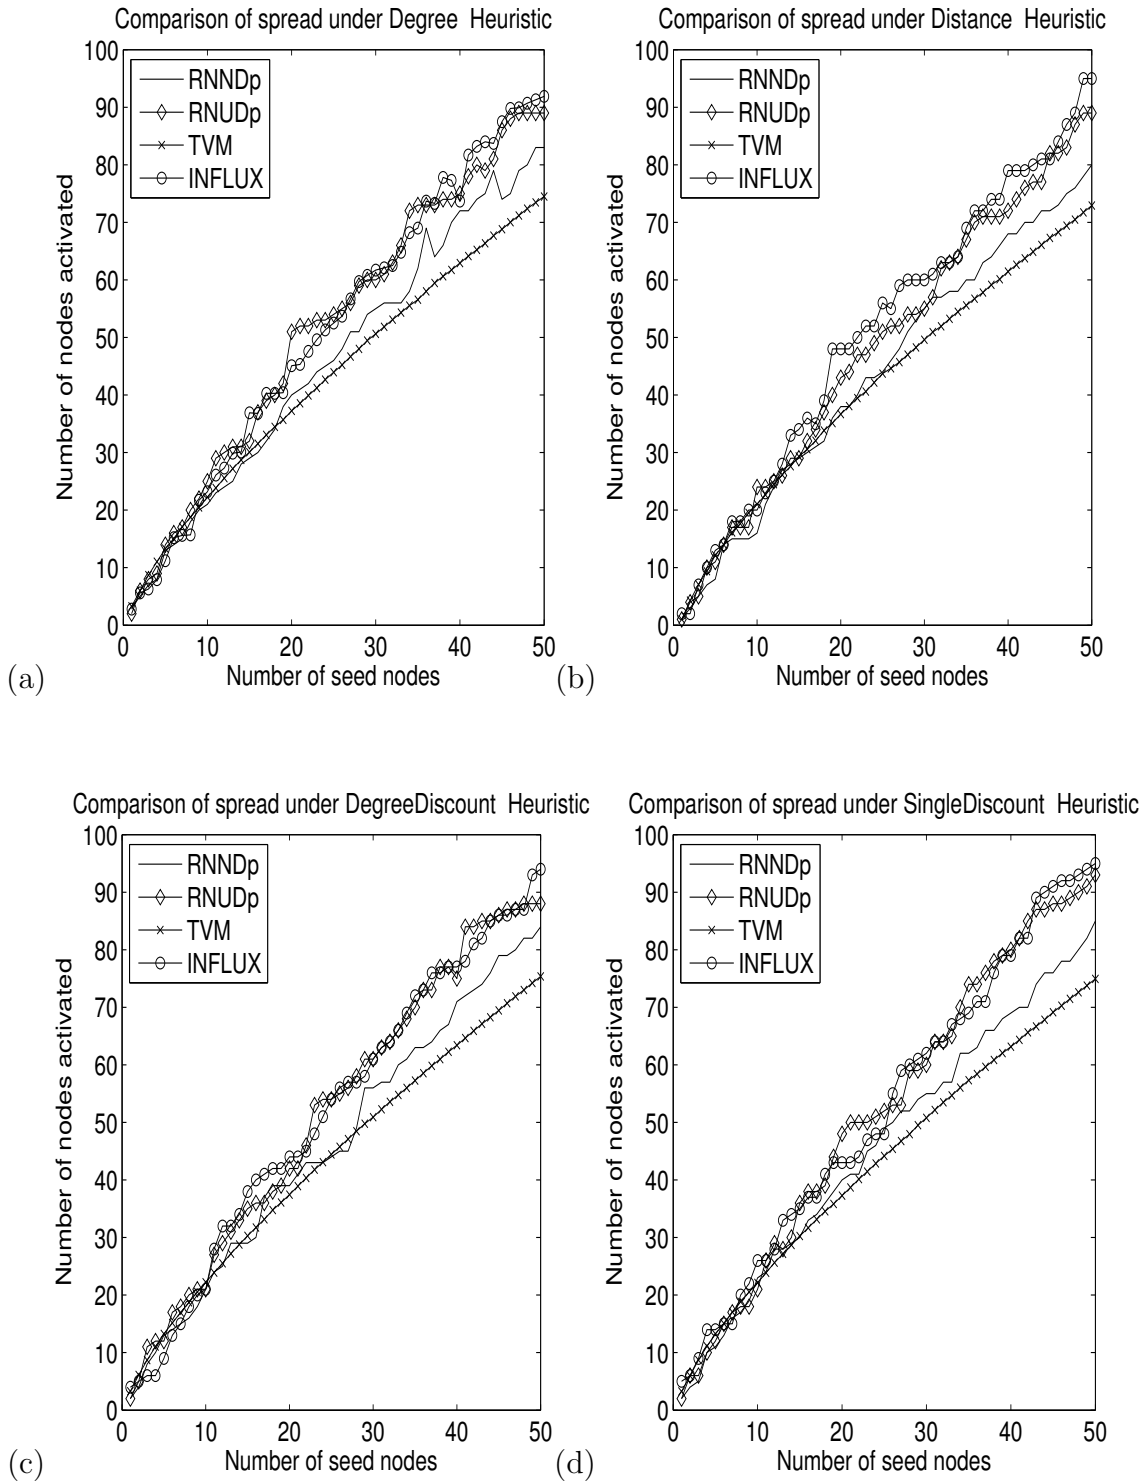 Comparison of spread under Degree Heuristic
100
90
80
70
60
50
40
30
20
10
0
Number of nodes activated
RNNDp
RNUDp
TVM
INFLUX
0 10 20 30 40 50
Number of seed nodes
(a)
Comparison of spread under Distance Heuristic
100
90
80
70
60
50
40
30
20
10
0
Number of nodes activated
RNNDp
RNUDp
TVM
INFLUX
0 10 20 30 40 50
Number of seed nodes
(b)
Comparison of spread under DegreeDiscount Heuristic
100
90
80
70
60
50
40
30
20
10
0
Number of nodes activated
RNNDp
RNUDp
TVM
INFLUX
0 10 20 30 40 50
Number of seed nodes
(c)
Comparison of spread under SingleDiscount Heuristic
100
90
80
70
60
50
40
30
20
10
0
Number of nodes activated
RNNDp
RNUDp
TVM
INFLUX
0 10 20 30 40 50
Number of seed nodes
(d)